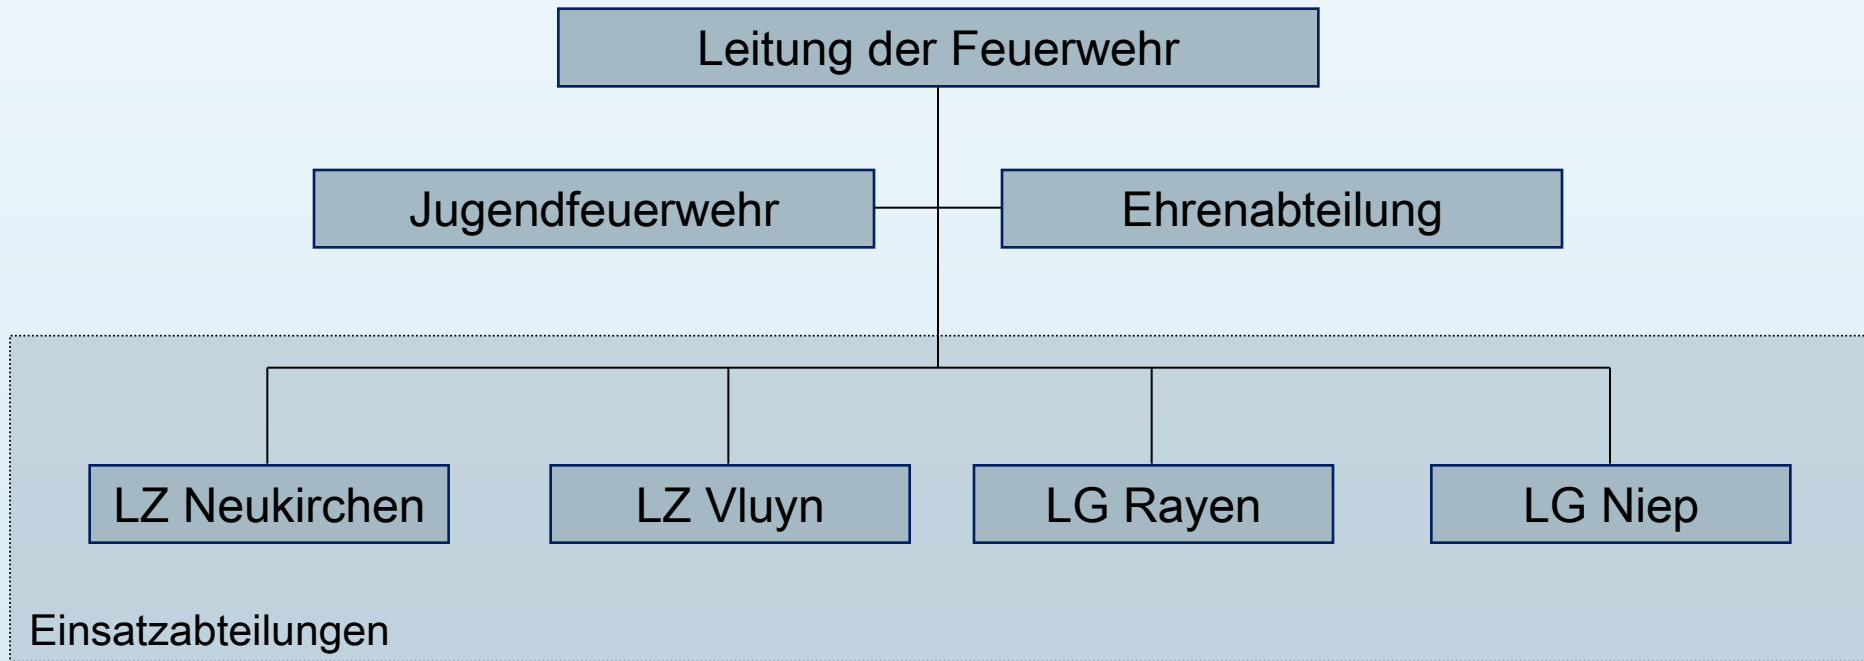 Leitung der Feuerwehr
Jugendfeuerwehr
Ehrenabteilung
LZ Neukirchen
LZ Vluyn
LG Rayen
LG Niep
Einsatzabteilungen